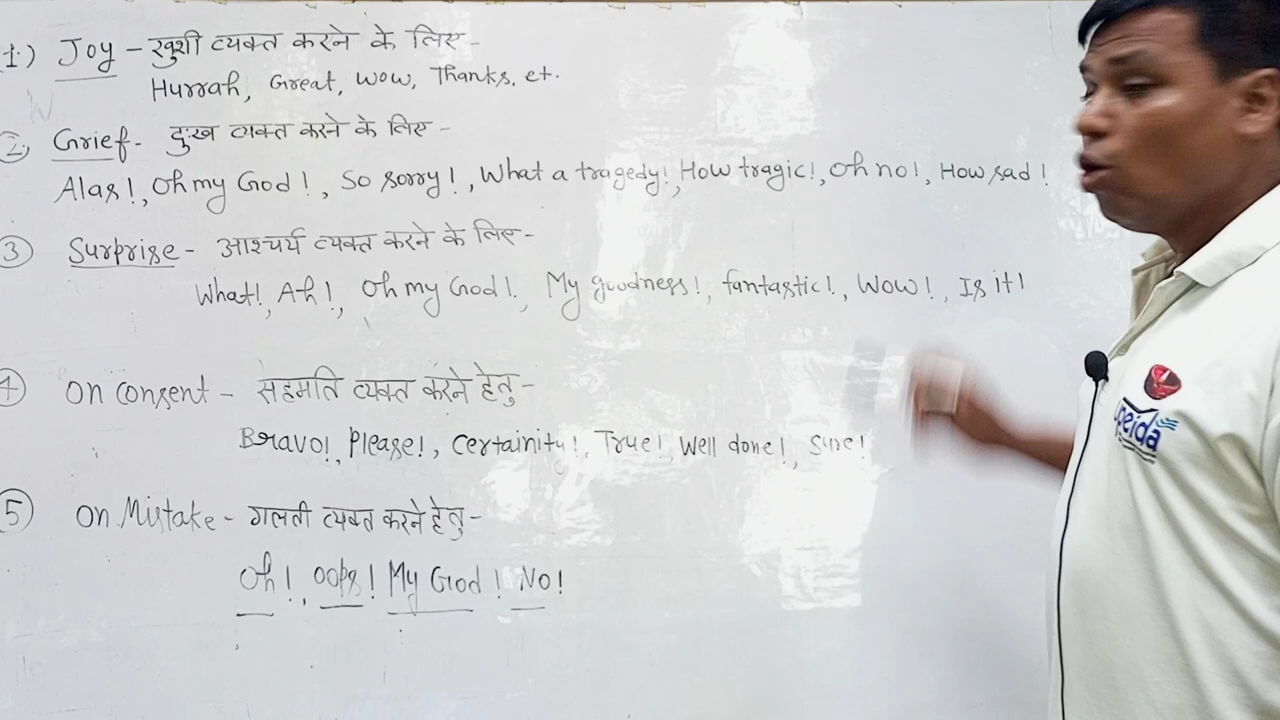 (1) Joy - खुशी व्यक्त करने के लिए -
Hurrah, Great, Wow, Thanks, et.
2 Grief - दुःख व्यक्त करने के लिए -
Alas!, Oh my God!, So sorry!, What a tragedy!, How tragic!, Oh no!, How sad!
3 Surprise - आश्चर्य व्यक्त करने के लिए -
What!, Ah!, Oh my God!, My goodness!, fantastic!, Wow!, Is it!
4 On Consent - सहमति व्यक्त करने हेतु -
Bravo!, Please!, Certainity!, True!, Well done!, Sure!
5 On Mistake - गलती व्यक्त करने हेतु -
Oh!, Oops! My God! No!